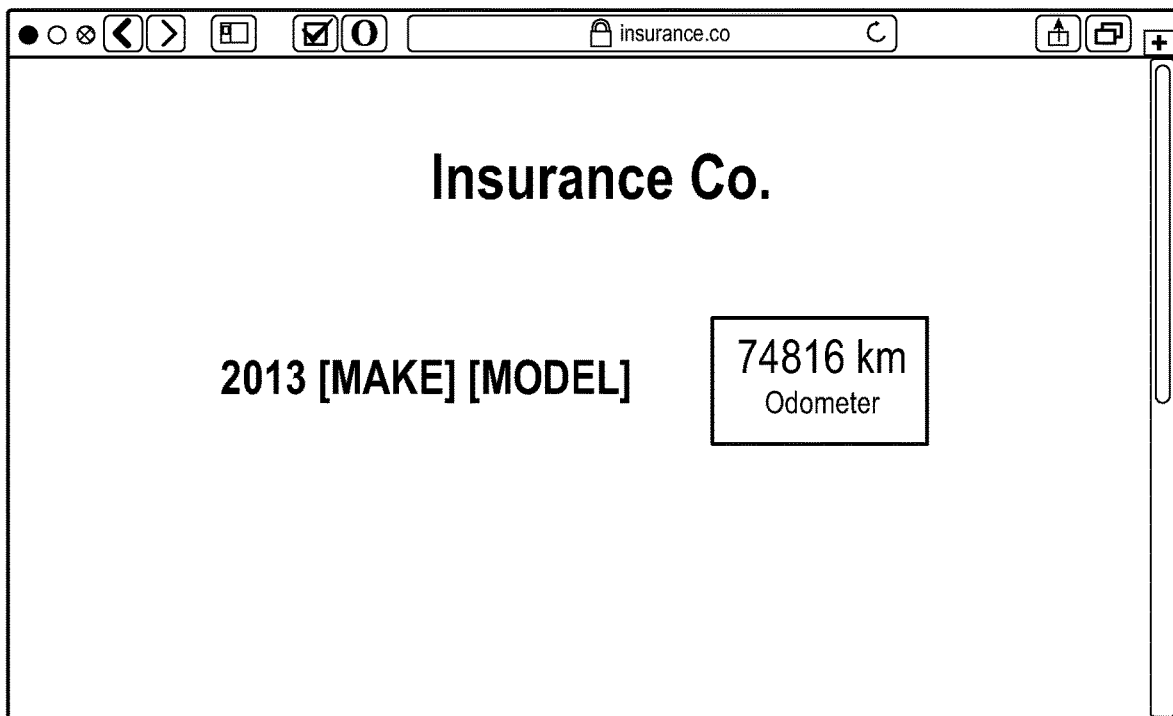 insurance.co
Insurance Co.
2013 [MAKE] [MODEL]
74816 km
Odometer